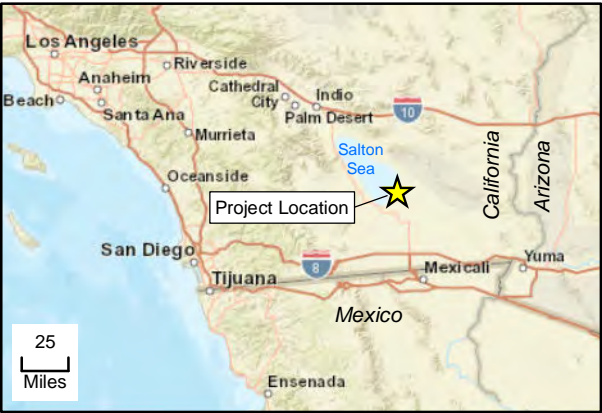 Los Angeles
Riverside
Anaheim
Cathedral
City
Indio
Beach
Santa Ana
Palm Desert
10
Murrieta
Salton
Sea
California
Arizona
Oceanside
Project Location
San Diego
8
Yuma
Tijuana
Mexicali
Mexico
25
Miles
Ensenada